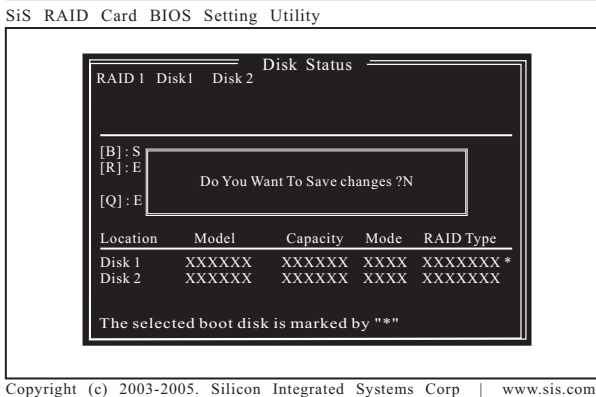 SiS RAID Card BIOS Setting Utility
Disk Status
RAID 1 Disk1 Disk 2
[B] : S
[R] : E
Do You Want To Save changes ?N
[Q] : E
Location Model Capacity Mode RAID Type
Disk 1 XXXXXX XXXXXX XXXX XXXXXXX *
Disk 2 XXXXXX XXXXXX XXXX XXXXXXX
The selected boot disk is marked by "*"
Copyright (c) 2003-2005. Silicon Integrated Systems Corp | www.sis.com